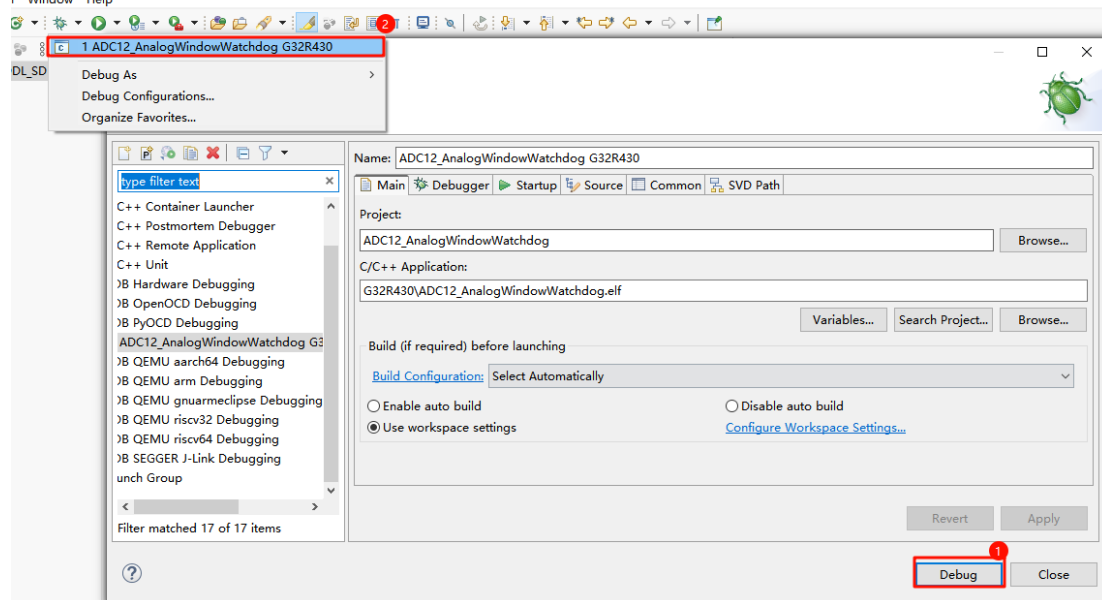 Window Help
2
1 ADC12_AnalogWindowWatchdog G32R430
DL_SD
Debug As
Debug Configurations...
Organize Favorites...
Name: ADC12_AnalogWindowWatchdog G32R430
type filter text
Main Debugger Startup Source Common SVD Path
C++ Container Launcher
C++ Postmortem Debugger
C++ Remote Application
C++ Unit
)B Hardware Debugging
)B OpenOCD Debugging
)B PyOCD Debugging
ADC12_AnalogWindowWatchdog G3
)B QEMU aarch64 Debugging
)B QEMU arm Debugging
)B QEMU gnuarmeclipse Debugging
)B QEMU riscv32 Debugging
)B QEMU riscv64 Debugging
)B SEGGER J-Link Debugging
unch Group
Filter matched 17 of 17 items
Project:
ADC12_AnalogWindowWatchdog
Browse...
C/C++ Application:
G32R430\ADC12_AnalogWindowWatchdog.elf
Variables... Search Project... Browse...
Build (if required) before launching
Build Configuration: Select Automatically
Enable auto build
Disable auto build
Use workspace settings
Configure Workspace Settings...
Revert Apply
1
Debug Close